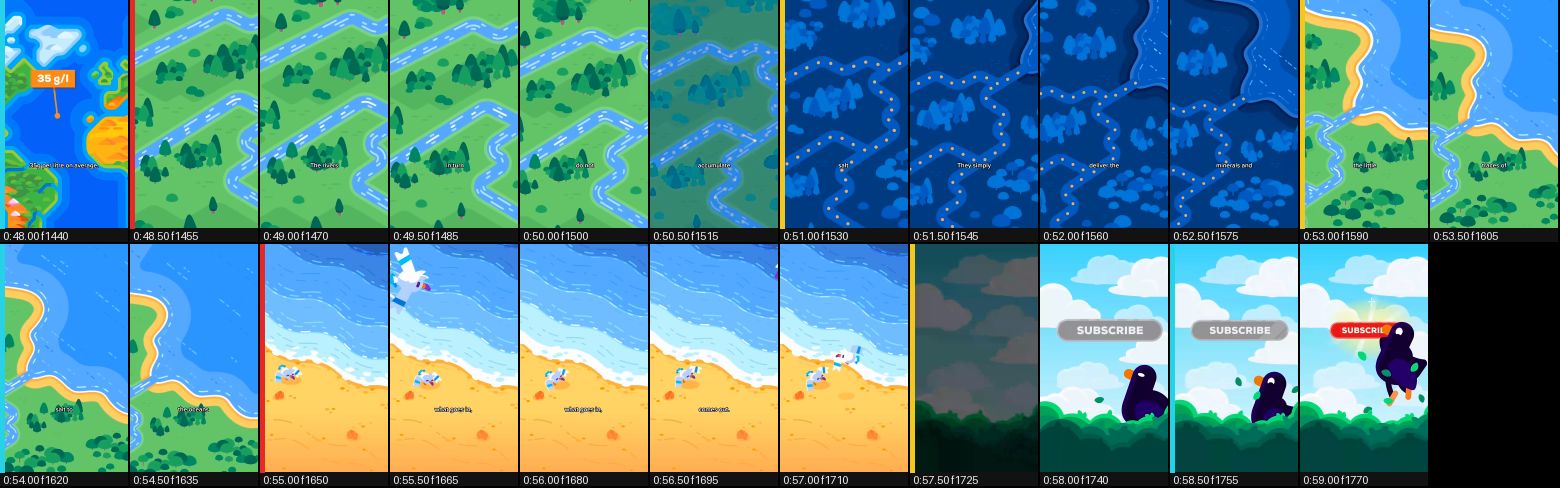 35 g/l
35g per litre on average
The rivers
in turn
do not
accumulate
salt
They simply
deliver the
minerals and
the little
traces of
0:48.00 f1440
0:48.50 f1455
0:49.00 f1470
0:49.50 f1485
0:50.00 f1500
0:50.50 f1515
0:51.00 f1530
0:51.50 f1545
0:52.00 f1560
0:52.50 f1575
0:53.00 f1590
0:53.50 f1605
SUBSCRIBE
SUBSCRIBE
SUBSCRIB
salt to
the oceans
what goes in,
what goes in,
comes out.
0:54.00 f1620
0:54.50 f1635
0:55.00 f1650
0:55.50 f1665
0:56.00 f1680
0:56.50 f1695
0:57.00 f1710
0:57.50 f1725
0:58.00 f1740
0:58.50 f1755
0:59.00 f1770